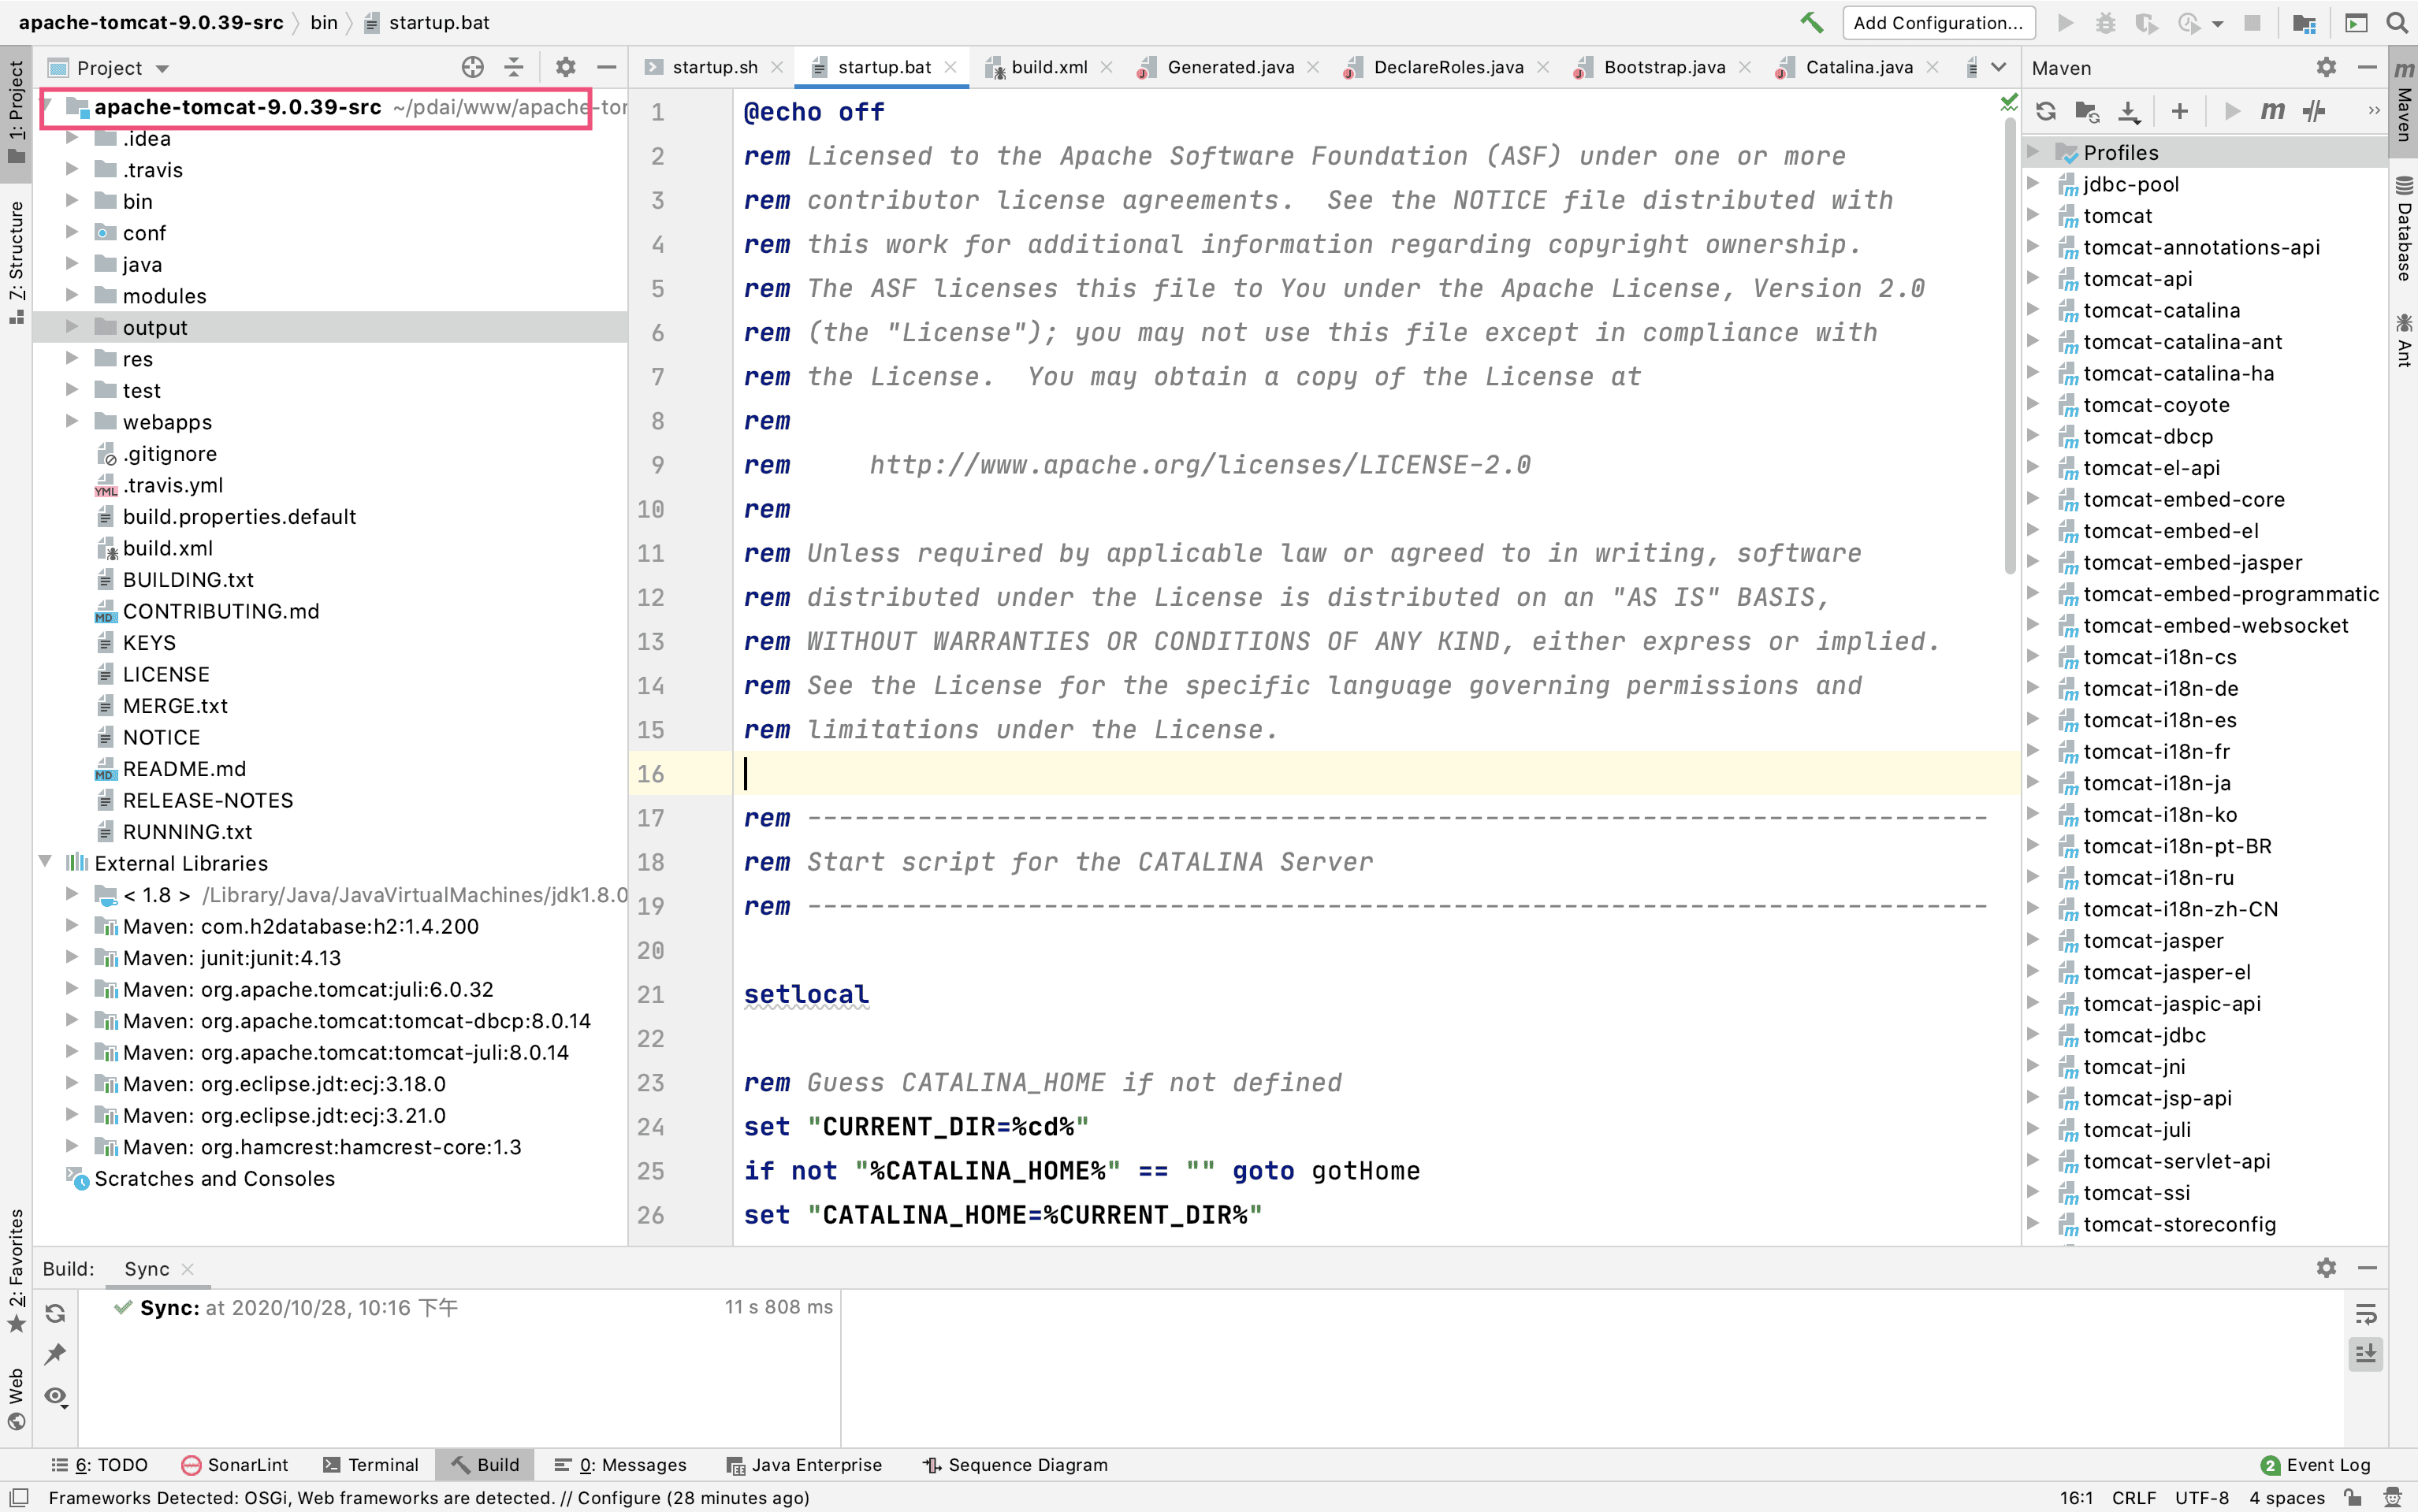 apache-tomcat-9.0.39-src bin startup.bat
Add Configuration...
1: Project
Z: Structure
2: Favorites
Web
Project
apache-tomcat-9.0.39-src ~/pdai/www/apache-tor
.idea
.travis
bin
conf
java
modules
output
res
test
webapps
.gitignore
.travis.yml
build.properties.default
build.xml
BUILDING.txt
CONTRIBUTING.md
KEYS
LICENSE
MERGE.txt
NOTICE
README.md
RELEASE-NOTES
RUNNING.txt
External Libraries
< 1.8 > /Library/Java/JavaVirtualMachines/jdk1.8.0
Maven: com.h2database:h2:1.4.200
Maven: junit:junit:4.13
Maven: org.apache.tomcat:juli:6.0.32
Maven: org.apache.tomcat:tomcat-dbcp:8.0.14
Maven: org.apache.tomcat:tomcat-juli:8.0.14
Maven: org.eclipse.jdt:ecj:3.18.0
Maven: org.eclipse.jdt:ecj:3.21.0
Maven: org.hamcrest:hamcrest-core:1.3
Scratches and Consoles
startup.sh startup.bat build.xml Generated.java DeclareRoles.java Bootstrap.java Catalina.java
1 @echo off
2 rem Licensed to the Apache Software Foundation (ASF) under one or more
3 rem contributor license agreements.  See the NOTICE file distributed with
4 rem this work for additional information regarding copyright ownership.
5 rem The ASF licenses this file to You under the Apache License, Version 2.0
6 rem (the "License"); you may not use this file except in compliance with
7 rem the License.  You may obtain a copy of the License at
8 rem
9 rem     http://www.apache.org/licenses/LICENSE-2.0
10 rem
11 rem Unless required by applicable law or agreed to in writing, software
12 rem distributed under the License is distributed on an "AS IS" BASIS,
13 rem WITHOUT WARRANTIES OR CONDITIONS OF ANY KIND, either express or implied.
14 rem See the License for the specific language governing permissions and
15 rem limitations under the License.
16
17 rem ---------------------------------------------------------------------------
18 rem Start script for the CATALINA Server
19 rem ---------------------------------------------------------------------------
20
21 setlocal
22
23 rem Guess CATALINA_HOME if not defined
24 set "CURRENT_DIR=%cd%"
25 if not "%CATALINA_HOME%" == "" goto gotHome
26 set "CATALINA_HOME=%CURRENT_DIR%"
Maven
Profiles
jdbc-pool
tomcat
tomcat-annotations-api
tomcat-api
tomcat-catalina
tomcat-catalina-ant
tomcat-catalina-ha
tomcat-coyote
tomcat-dbcp
tomcat-el-api
tomcat-embed-core
tomcat-embed-el
tomcat-embed-jasper
tomcat-embed-programmatic
tomcat-embed-websocket
tomcat-i18n-cs
tomcat-i18n-de
tomcat-i18n-es
tomcat-i18n-fr
tomcat-i18n-ja
tomcat-i18n-ko
tomcat-i18n-pt-BR
tomcat-i18n-ru
tomcat-i18n-zh-CN
tomcat-jasper
tomcat-jasper-el
tomcat-jaspic-api
tomcat-jdbc
tomcat-jni
tomcat-jsp-api
tomcat-juli
tomcat-servlet-api
tomcat-ssi
tomcat-storeconfig
Maven
Database
Ant
Build: Sync
Sync: at 2020/10/28, 10:16 下午 11 s 808 ms
6: TODO SonarLint Terminal Build 0: Messages Java Enterprise Sequence Diagram 2 Event Log
Frameworks Detected: OSGi, Web frameworks are detected. // Configure (28 minutes ago) 16:1 CRLF UTF-8 4 spaces